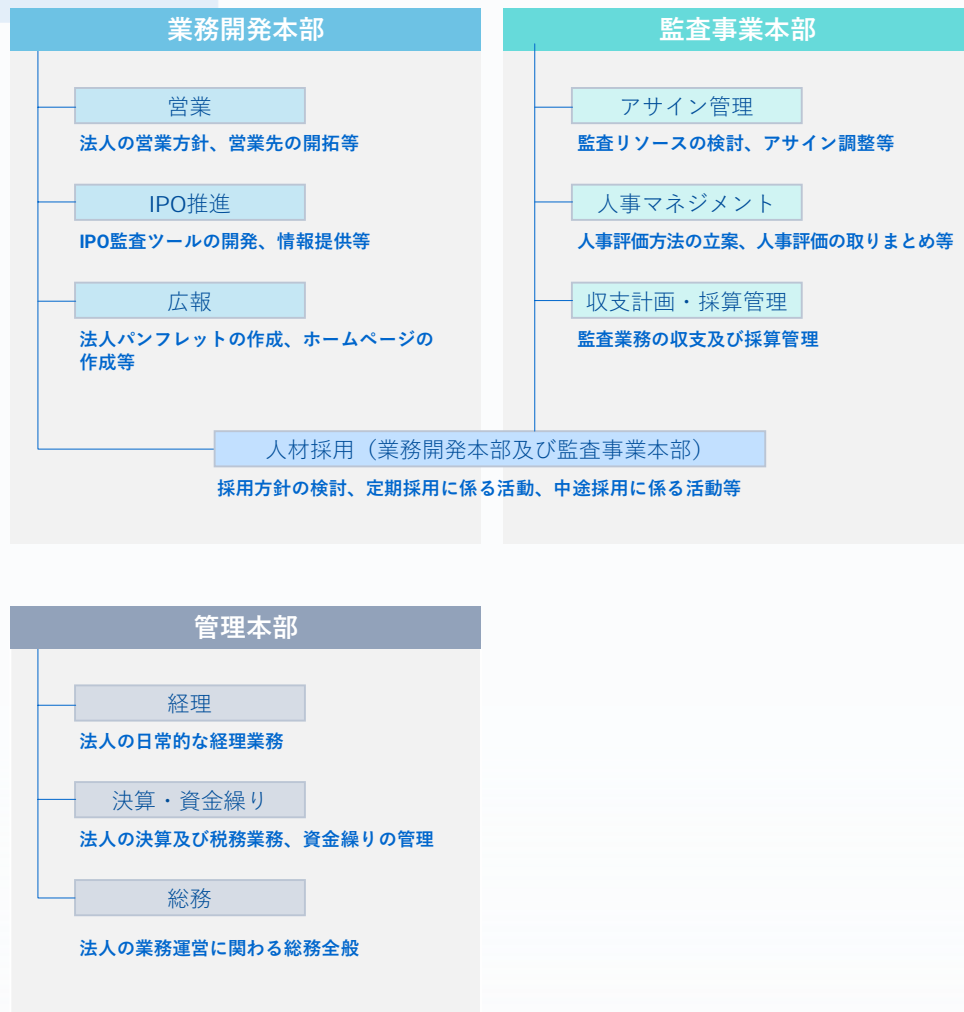 業務開発本部
営業
法人の営業方針、営業先の開拓等
IPO推進
IPO監査ツールの開発、情報提供等
広報
法人パンフレットの作成、ホームページの
作成等
監査事業本部
アサイン管理
監査リソースの検討、アサイン調整等
人事マネジメント
人事評価方法の立案、人事評価の取りまとめ等
収支計画・採算管理
監査業務の収支及び採算管理
人材採用（業務開発本部及び監査事業本部）
採用方針の検討、定期採用に係る活動、中途採用に係る活動等
管理本部
経理
法人の日常的な経理業務
決算・資金繰り
法人の決算及び税務業務、資金繰りの管理
総務
法人の業務運営に関わる総務全般